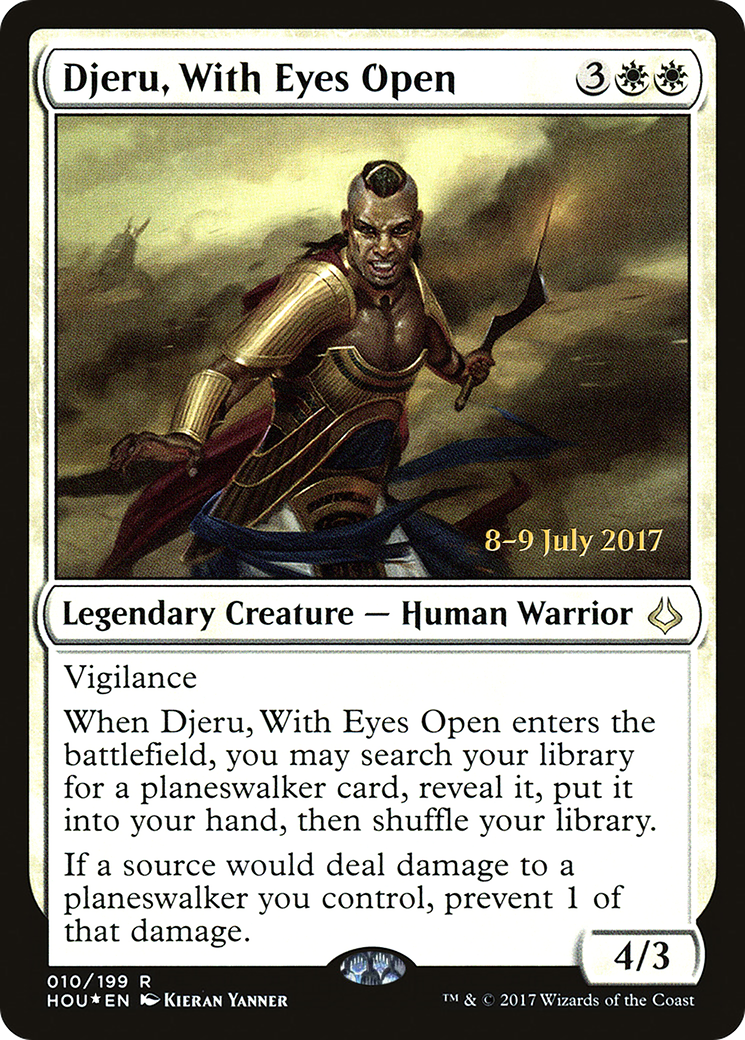 Djeru, With Eyes Open 3
8–9 July 2017
Legendary Creature — Human Warrior
Vigilance
When Djeru, With Eyes Open enters the
battlefield, you may search your library
for a planeswalker card, reveal it, put it
into your hand, then shuffle your library.
If a source would deal damage to a
planeswalker you control, prevent 1 of
that damage.
4/3
010/199 R
HOU★EN Kieran Yanner
™ & © 2017 Wizards of the Coast